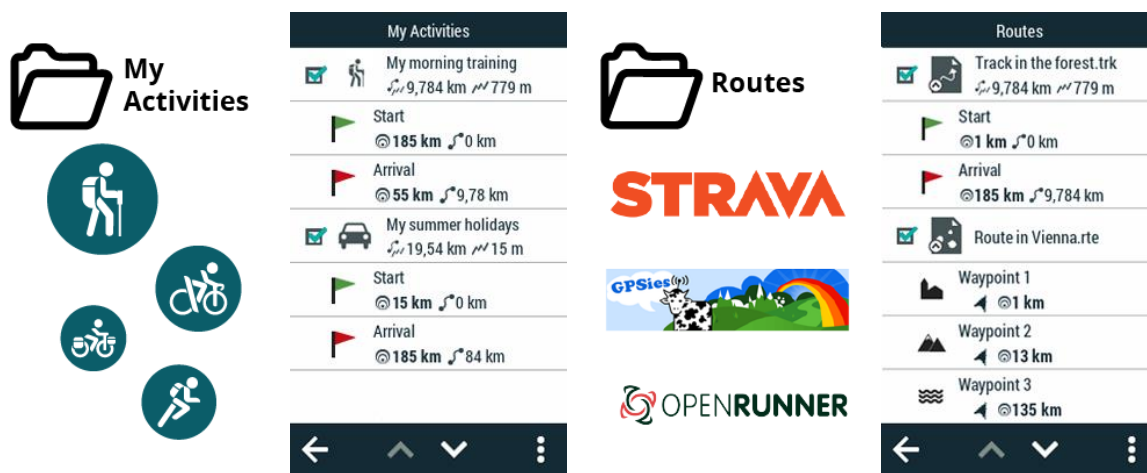 My
Activities
My Activities
My morning training
9,784 km 779 m
Start
185 km 0 km
Arrival
55 km 9,78 km
My summer holidays
19,54 km 15 m
Start
15 km 0 km
Arrival
185 km 84 km
Routes
STRAVA
GPSies
OPENRUNNER
Routes
Track in the forest.trk
9,784 km 779 m
Start
1 km 0 km
Arrival
185 km 9,784 km
Route in Vienna.rte
Waypoint 1
1 km
Waypoint 2
13 km
Waypoint 3
135 km